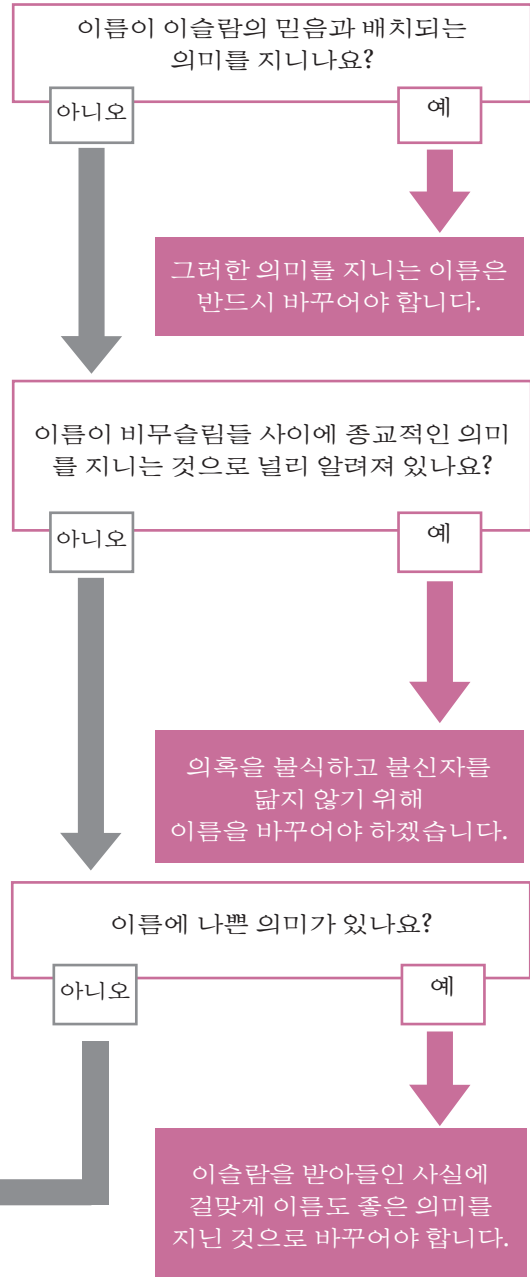 이름이 이슬람의 믿음과 배치되는
의미를 지니나요?
아니오
예
그러한 의미를 지니는 이름은
반드시 바꾸어야 합니다.
이름이 비무슬림들 사이에 종교적인 의미
를 지니는 것으로 널리 알려져 있나요?
아니오
예
의혹을 불식하고 불신자를
닮지 않기 위해
이름을 바꾸어야 하겠습니다.
이름에 나쁜 의미가 있나요?
아니오
예
이슬람을 받아들인 사실에
걸맞게 이름도 좋은 의미를
지닌 것으로 바꾸어야 합니다.